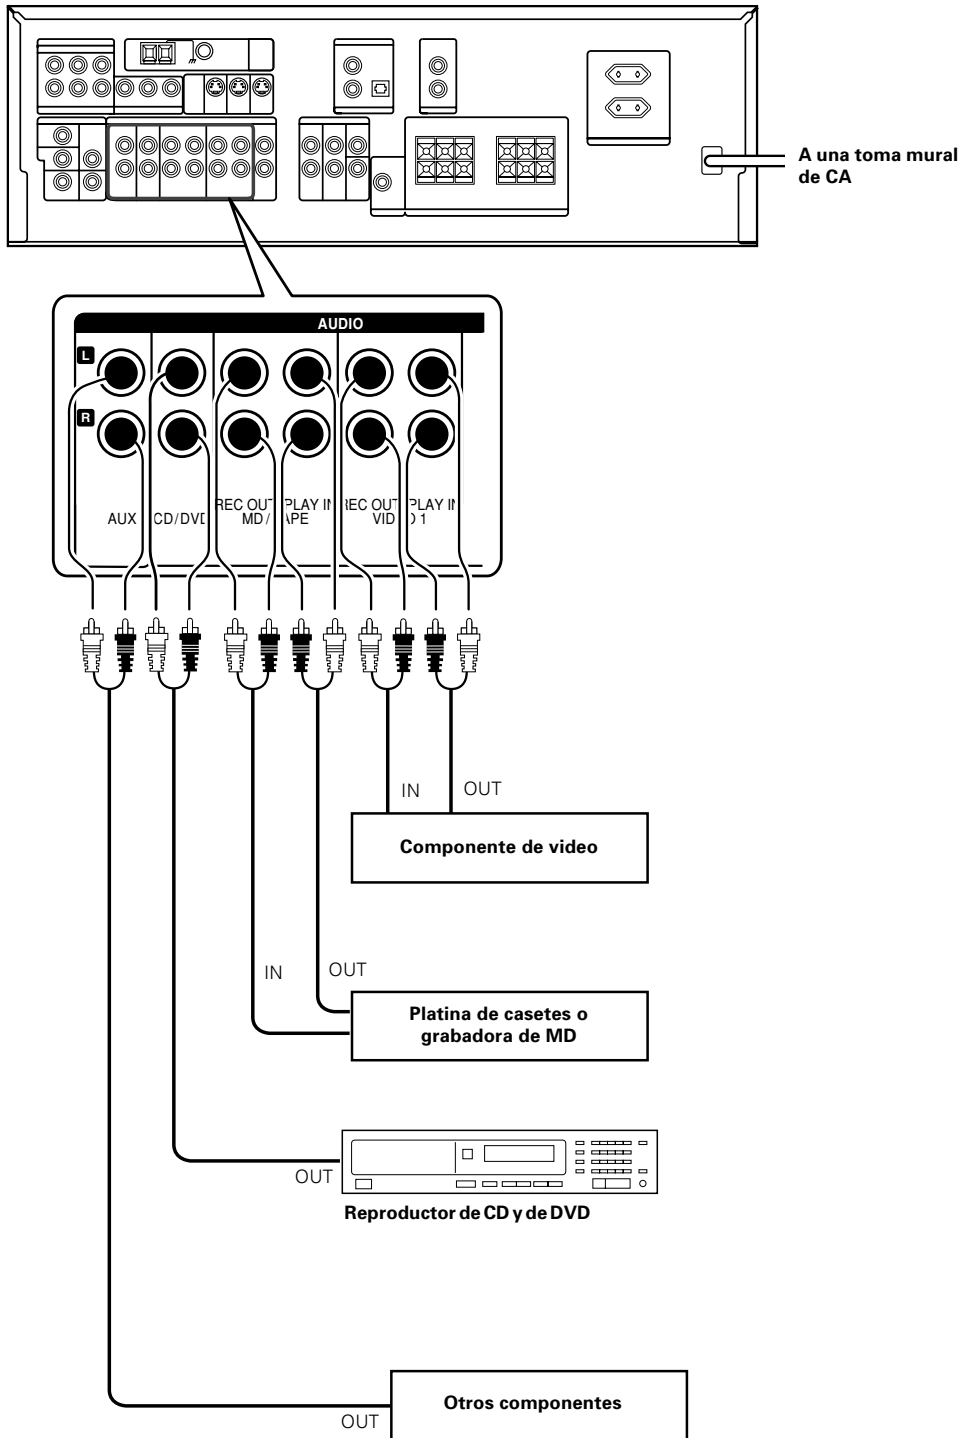 A una toma mural
de CA
AUDIO
L
R
REC OUT PLAY IN REC OUT PLAY IN
AUX CD/DVD MD / APE VID O 1
IN OUT
Componente de video
IN OUT
Platina de casetes o
grabadora de MD
OUT
Reproductor de CD y de DVD
Otros componentes
OUT